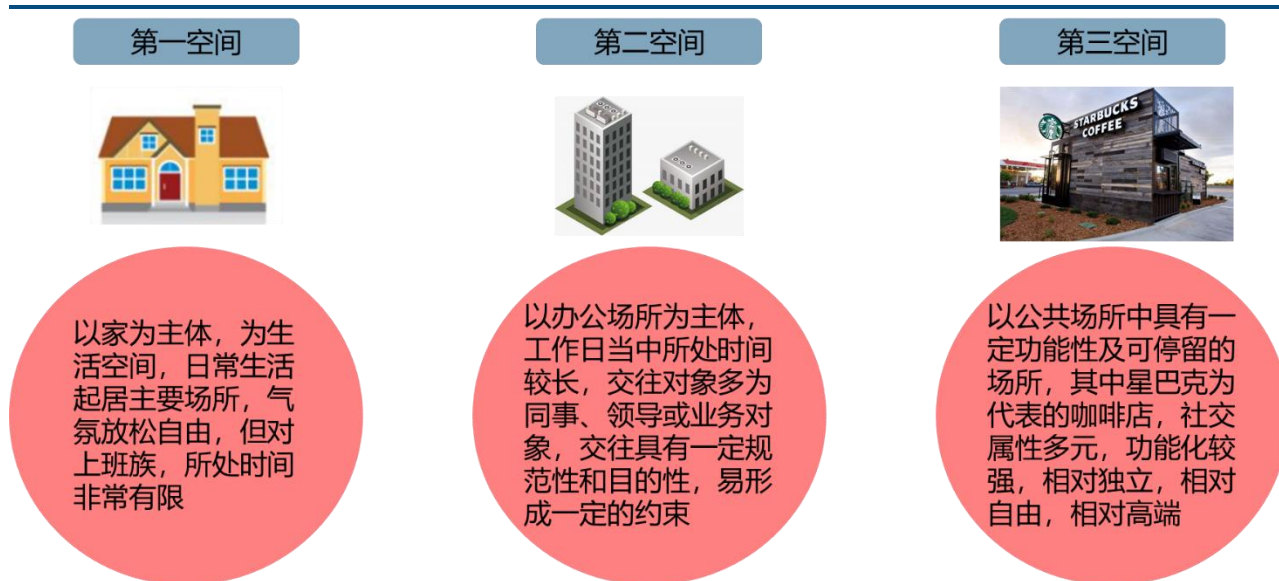 第一空间
第二空间
第三空间
STARBUCKS
COFFEE
以家为主体，为生
活空间，日常生活
起居主要场所，气
氛放松自由，但对
上班族，所处时间
非常有限
以办公场所为主体，
工作日当中所处时间
较长，交往对象多为
同事、领导或业务对
象，交往具有一定规
范性和目的性，易形
成一定的约束
以公共场所中具有一
定功能性及可停留的
场所，其中星巴克为
代表的咖啡店，社交
属性多元，功能化较
强，相对独立，相对
自由，相对高端